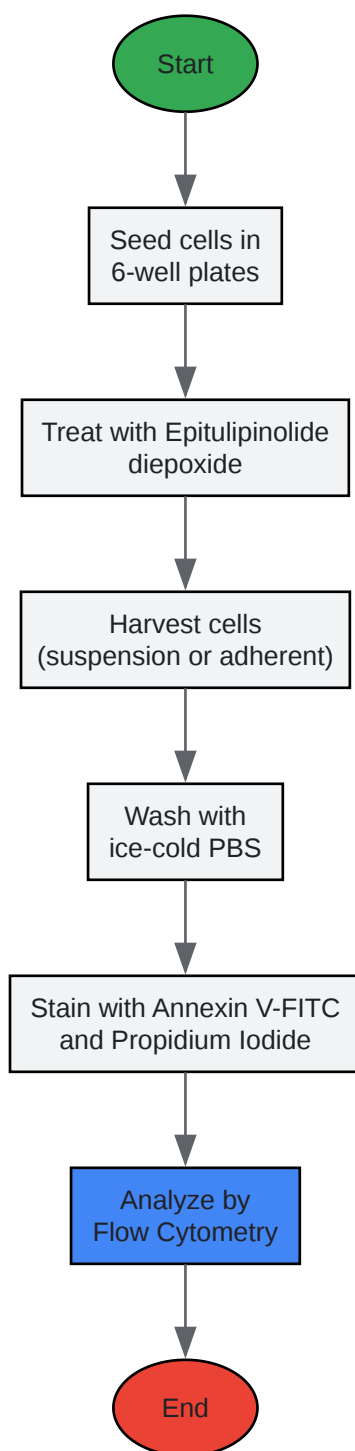 Start
Seed cells in
6-well plates
Treat with Epitulipinolide
diepoxide
Harvest cells
(suspension or adherent)
Wash with
ice-cold PBS
Stain with Annexin V-FITC
and Propidium Iodide
Analyze by
Flow Cytometry
End